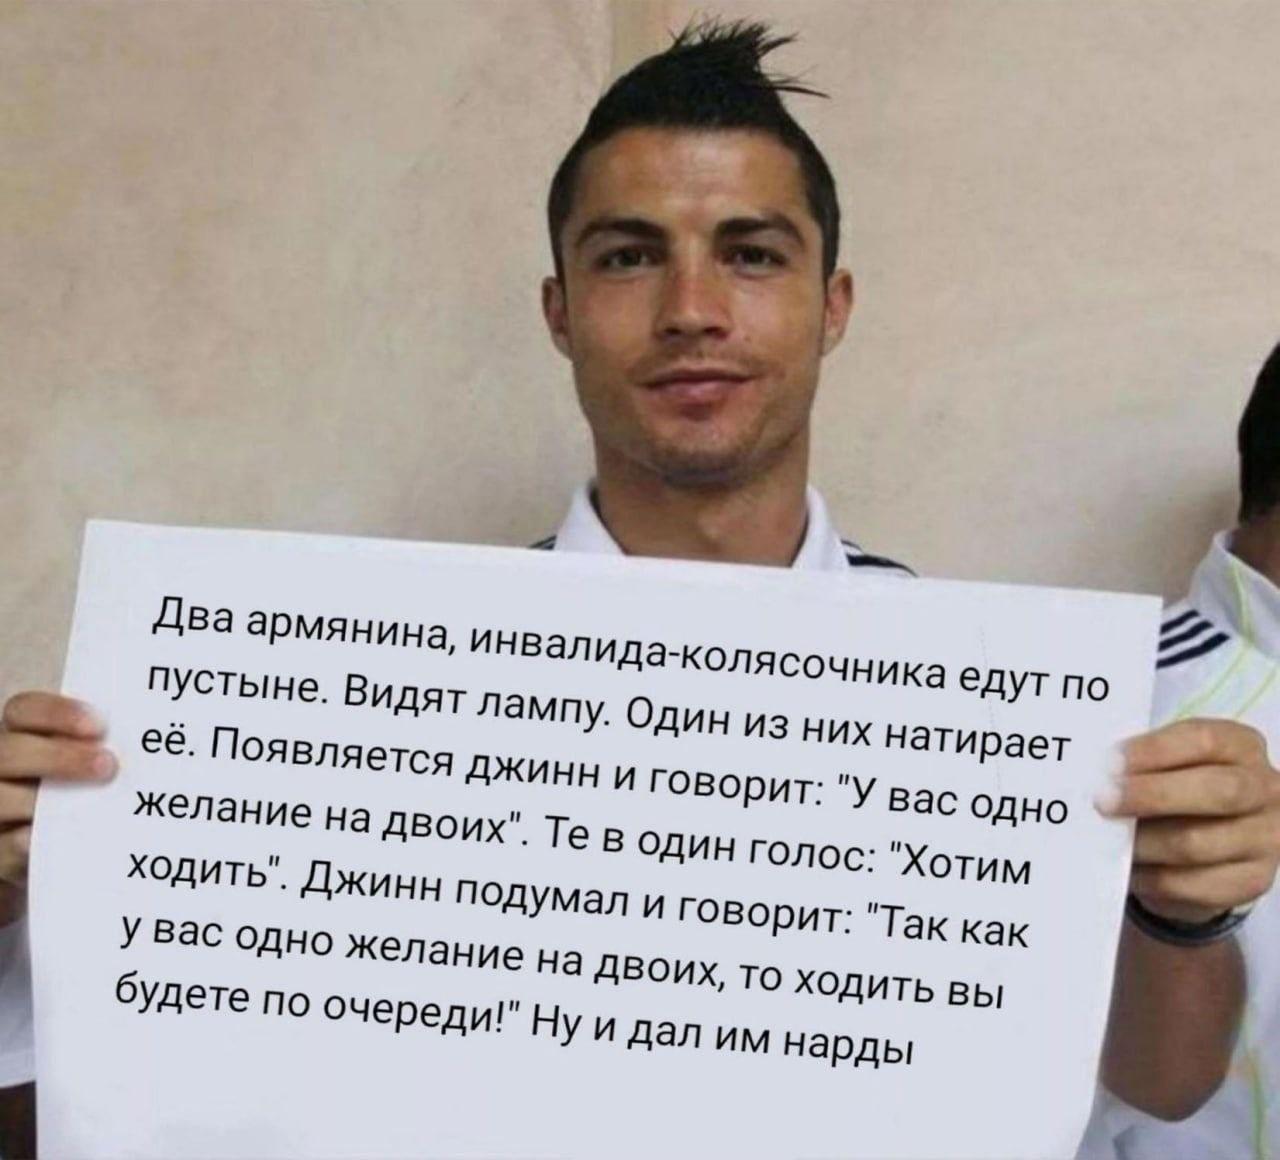 Два армянина, инвалида-колясочника едут по
пустыне. Видят лампу. Один из них натирает
её. Появляется джинн и говорит: "У вас одно
желание на двоих". Те в один голос: "Хотим
ходить". Джинн подумал и говорит: "Так как
у вас одно желание на двоих, то ходить вы
будете по очереди!" Ну и дал им нарды